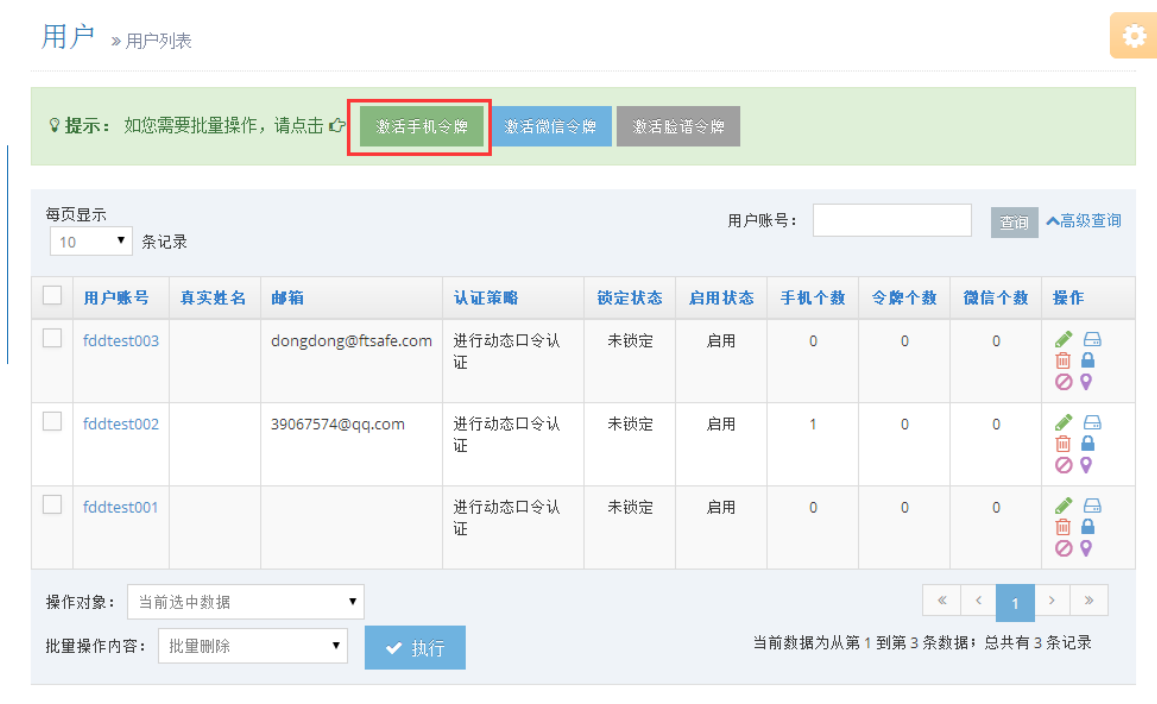 用户 » 用户列表
提示： 如您需要批量操作，请点击 激活手机令牌 激活微信令牌 激活脸谱令牌
每页显示
10 条记录
用户账号： 查询 高级查询
用户账号 真实姓名 邮箱 认证策略 锁定状态 启用状态 手机个数 令牌个数 微信个数 操作
fddtest003 dongdong@ftsafe.com 进行动态口令认 未锁定 启用 0 0 0
证
fddtest002 39067574@qq.com 进行动态口令认 未锁定 启用 1 0 0
证
fddtest001 进行动态口令认 未锁定 启用 0 0 0
证
操作对象： 当前选中数据
« ‹ 1 › »
批量操作内容： 批量删除 执行
当前数据为从第 1 到第 3 条数据；总共有 3 条记录